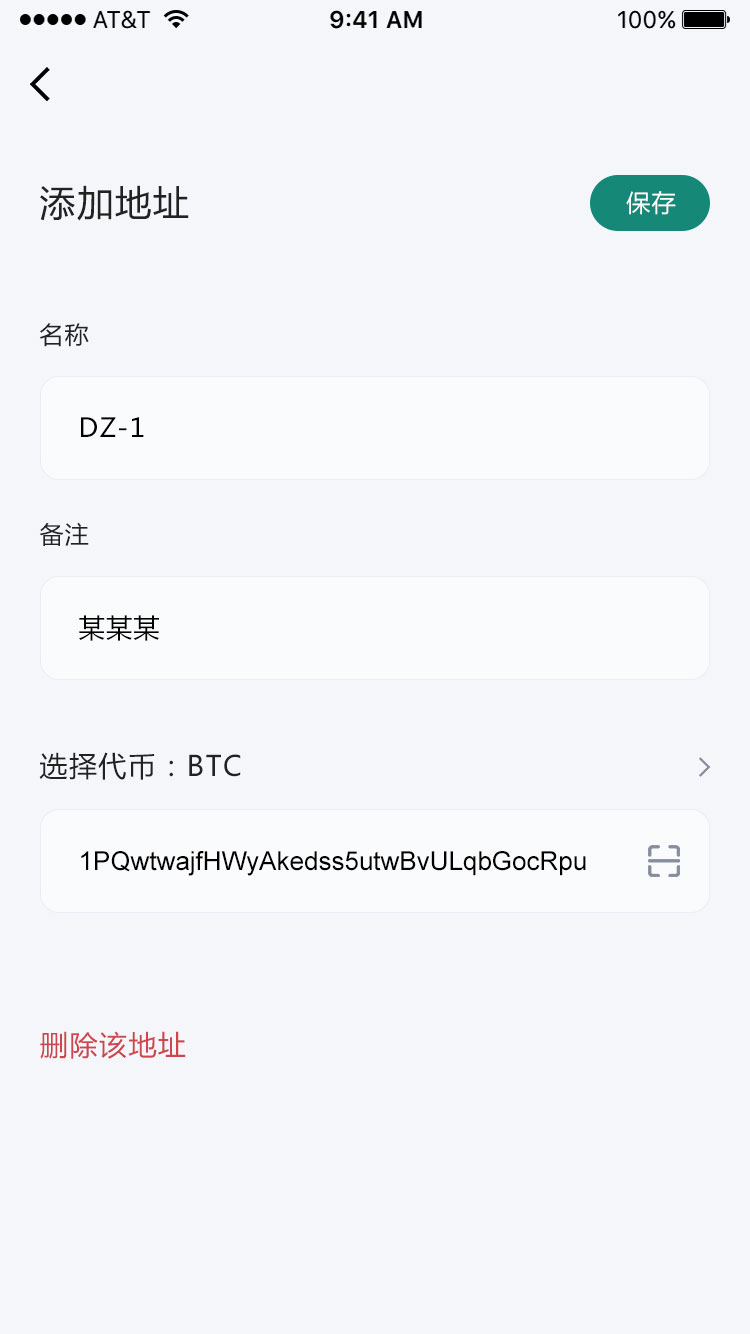 AT&T 9:41 AM 100%
添加地址 保存
名称
DZ-1
备注
某某某
选择代币：BTC
1PQwtwajfHWyAkedss5utwBvULqbGocRpu
删除该地址